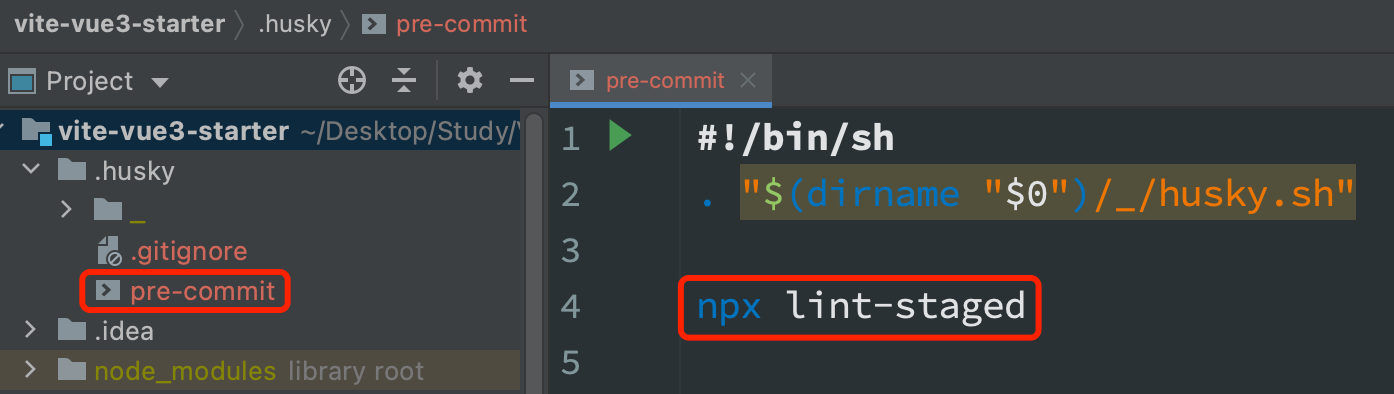 vite-vue3-starter .husky pre-commit
Project
pre-commit
vite-vue3-starter ~/Desktop/Study/
.husky
_
.gitignore
pre-commit
.idea
node_modules library root
1 #!/bin/sh
2 . "$(dirname "$0")/_/husky.sh"
3
4 npx lint-staged
5